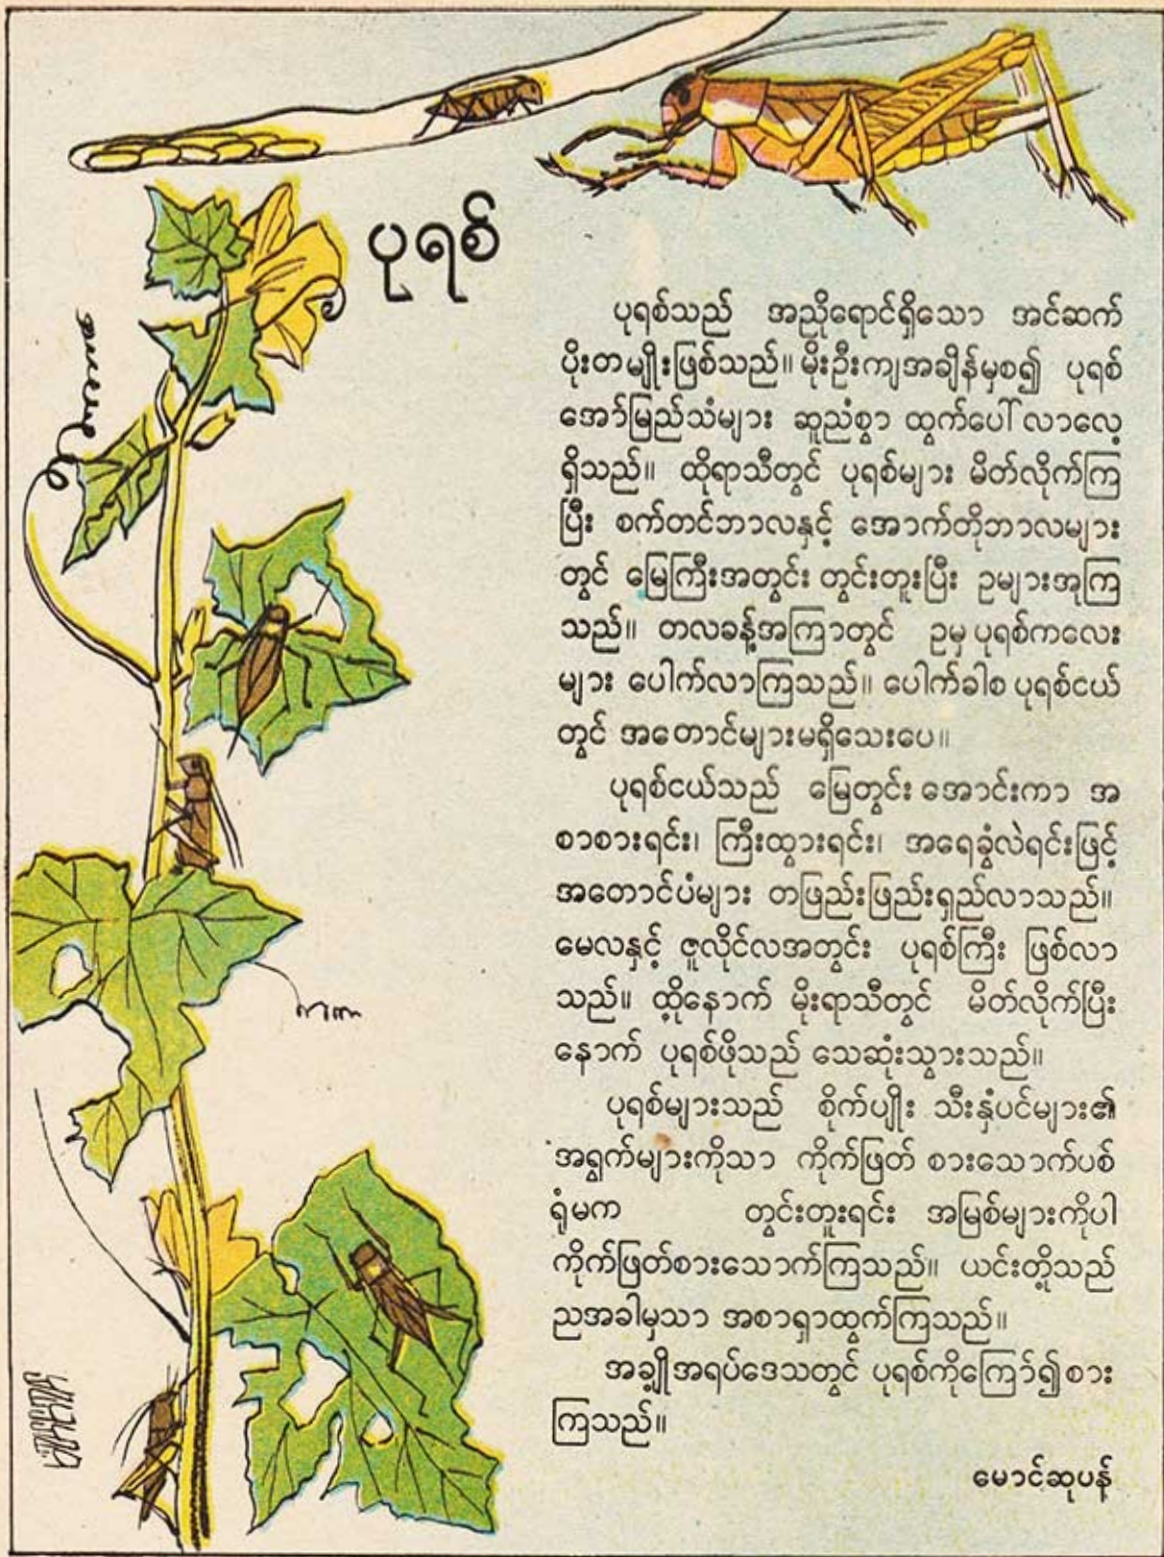 ပုရစ်
ပုရစ်သည် အညိုရောင်ရှိသော အင်ဆက်
ပိုးတမျိုးဖြစ်သည်။ မိုးဦးကျအချိန်မှစ၍ ပုရစ်
အော်မြည်သံများ ဆူညံစွာ ထွက်ပေါ်လာလေ့
ရှိသည်။ ထိုရာသီတွင် ပုရစ်များ မိတ်လိုက်ကြ
ပြီး စက်တင်ဘာလနှင့် အောက်တိုဘာလများ
တွင် မြေကြီးအတွင်း တွင်းတူးပြီး ဥများအုကြ
သည်။ တလခန့်အကြာတွင် ဥမှ ပုရစ်ကလေး
များ ပေါက်လာကြသည်။ ပေါက်ခါစ ပုရစ်ငယ်
တွင် အတောင်များမရှိသေးပေ။
ပုရစ်ငယ်သည် မြေတွင်း အောင်းကာ အ
စာစားရင်း၊ ကြီးထွားရင်း၊ အရေခွံလဲရင်းဖြင့်
အတောင်ပံများ တဖြည်းဖြည်းရှည်လာသည်။
မေလနှင့် ဇူလိုင်လအတွင်း ပုရစ်ကြီး ဖြစ်လာ
သည်။ ထို့နောက် မိုးရာသီတွင် မိတ်လိုက်ပြီး
နောက် ပုရစ်ဖိုသည် သေဆုံးသွားသည်။
ပုရစ်များသည် စိုက်ပျိုး သီးနှံပင်များ၏
အရွက်များကိုသာ ကိုက်ဖြတ် စားသောက်ပစ်
ရုံမက တွင်းတူးရင်း အမြစ်များကိုပါ
ကိုက်ဖြတ်စားသောက်ကြသည်။ ယင်းတို့သည်
ညအခါမှသာ အစာရှာထွက်ကြသည်။
အချို့အရပ်ဒေသတွင် ပုရစ်ကိုကြော်၍စား
ကြသည်။
မောင်ဆုပန်